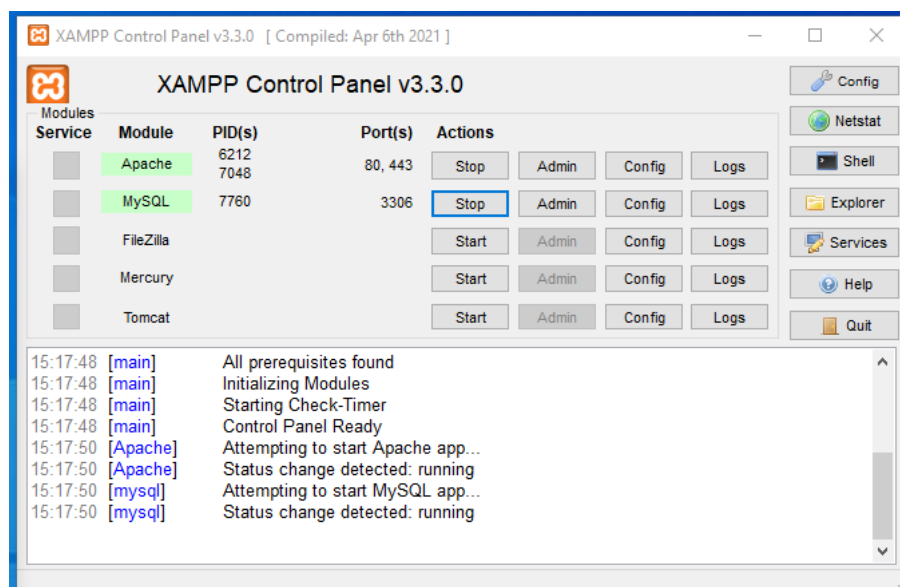 XAMPP Control Panel v3.3.0 [ Compiled: Apr 6th 2021 ]
XAMPP Control Panel v3.3.0
Config
Modules
Service Module PID(s) Port(s) Actions
Netstat
Apache 6212 7048 80, 443 Stop Admin Config Logs
Shell
MySQL 7760 3306 Stop Admin Config Logs
Explorer
FileZilla Start Admin Config Logs
Services
Mercury Start Admin Config Logs
Help
Tomcat Start Admin Config Logs
Quit
15:17:48 [main] All prerequisites found
15:17:48 [main] Initializing Modules
15:17:48 [main] Starting Check-Timer
15:17:48 [main] Control Panel Ready
15:17:50 [Apache] Attempting to start Apache app...
15:17:50 [Apache] Status change detected: running
15:17:50 [mysql] Attempting to start MySQL app...
15:17:50 [mysql] Status change detected: running